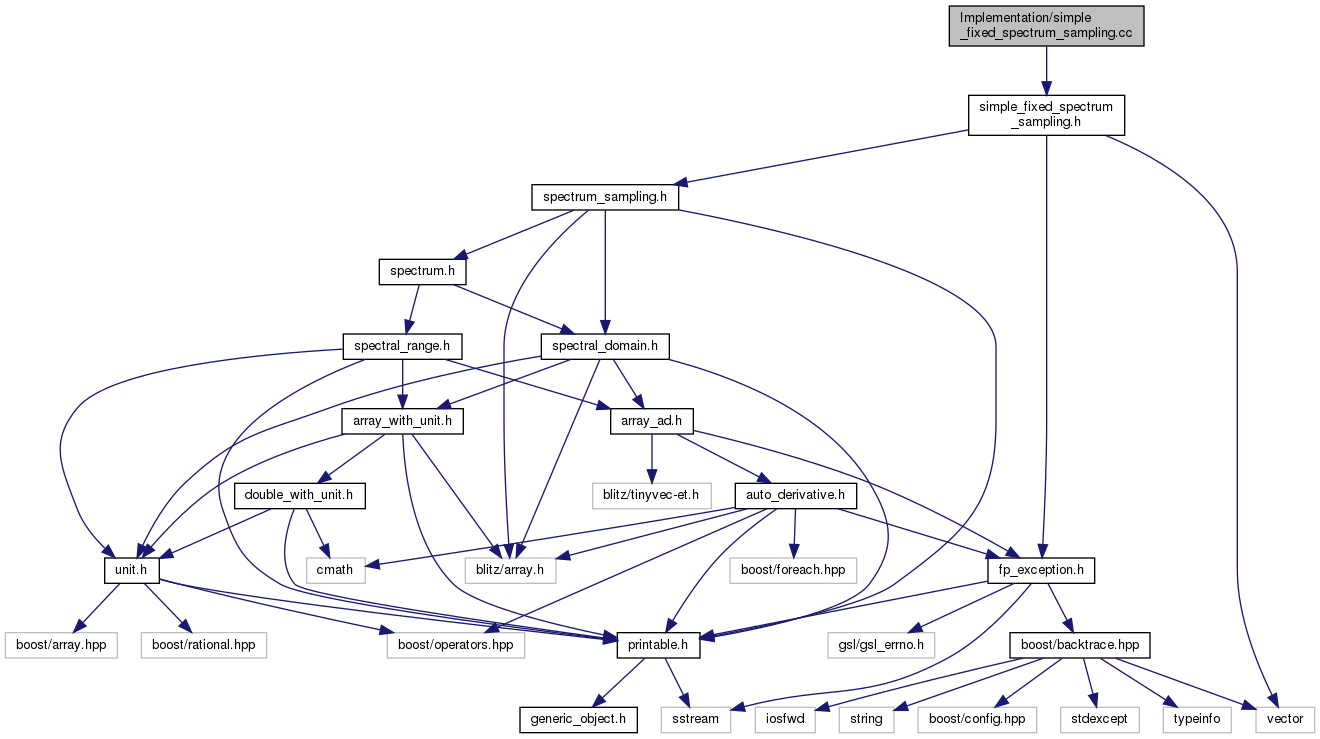 Implementation/simple
_fixed_spectrum_sampling.cc
simple_fixed_spectrum
_sampling.h
spectrum_sampling.h
spectrum.h
spectral_range.h
spectral_domain.h
array_with_unit.h
array_ad.h
double_with_unit.h
blitz/tinyvec-et.h
auto_derivative.h
unit.h
cmath
blitz/array.h
boost/foreach.hpp
fp_exception.h
boost/array.hpp
boost/rational.hpp
boost/operators.hpp
printable.h
gsl/gsl_errno.h
boost/backtrace.hpp
generic_object.h
sstream
iosfwd
string
boost/config.hpp
stdexcept
typeinfo
vector